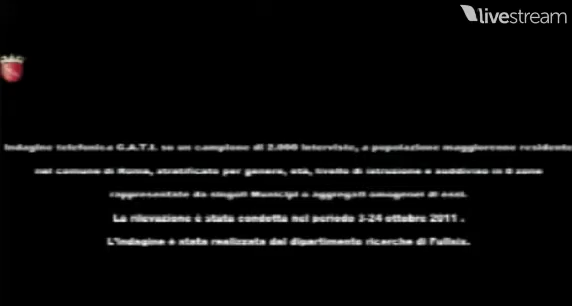 livestream
Indagine telefonica C.A.T.I. su un campione di 2.000 interviste, a popolazione maggiorenne residente
nel comune di Roma, stratificato per genere, età, livello di istruzione e suddiviso in 8 zone
rappresentate da singoli Municipi o aggregati omogenei di essi.
La rilevazione è stata condotta nel periodo 3-24 ottobre 2011 .
L'indagine è stata realizzata dal dipartimento ricerche di